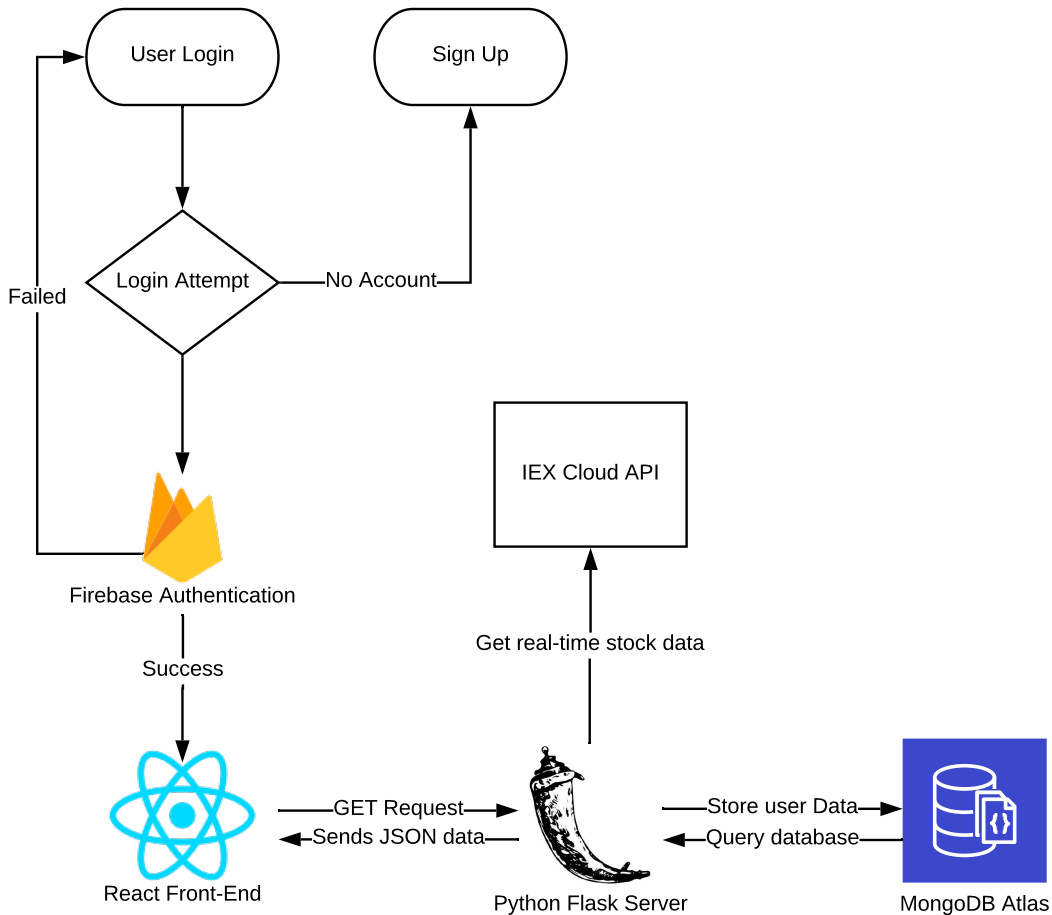 User Login
Sign Up
Login Attempt
No Account
Failed
IEX Cloud API
Firebase Authentication
Get real-time stock data
Success
GET Request
Store user Data
Sends JSON data
Query database
React Front-End
Python Flask Server
MongoDB Atlas
{}